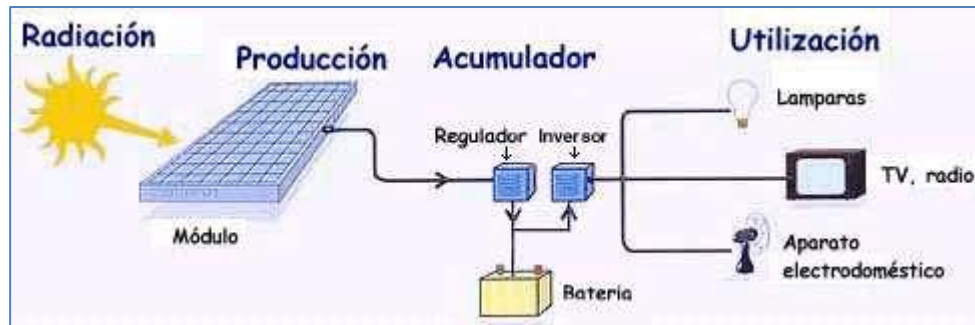 Radiación
Producción
Acumulador
Utilización
Regulador
Inversor
Lamparas
TV, radio
Módulo
Bateria
Aparato
electrodoméstico